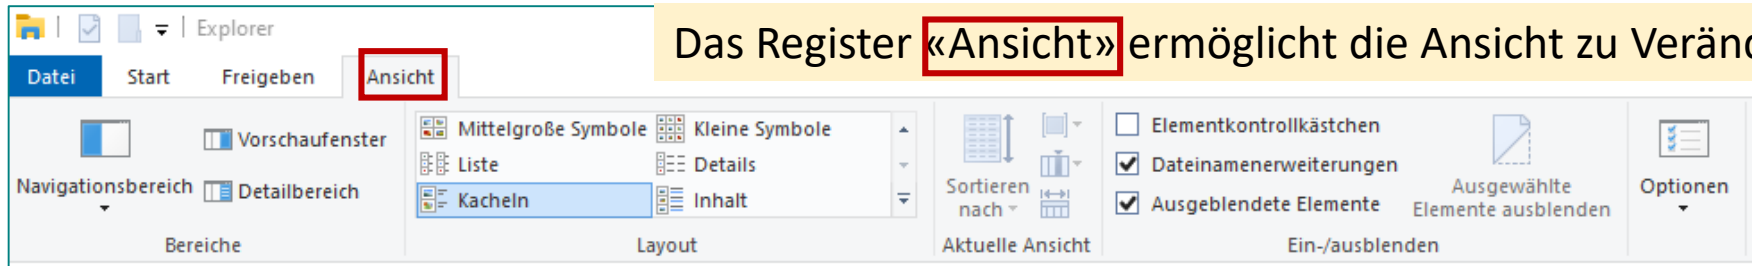 Explorer
Das Register «Ansicht» ermöglicht die Ansicht zu
Datei Start Freigeben Ansicht
Mittelgroße Symbole Kleine Symbole
Vorschaufenster
Liste Details
Navigationsbereich Detailbereich
Kacheln Inhalt
Sortieren nach
Elementkontrollkästchen
Dateinamenerweiterungen
Ausgeblendete Elemente
Ausgewählte
Elemente ausblenden
Optionen
Bereiche Layout Aktuelle Ansicht Ein-/ausblenden